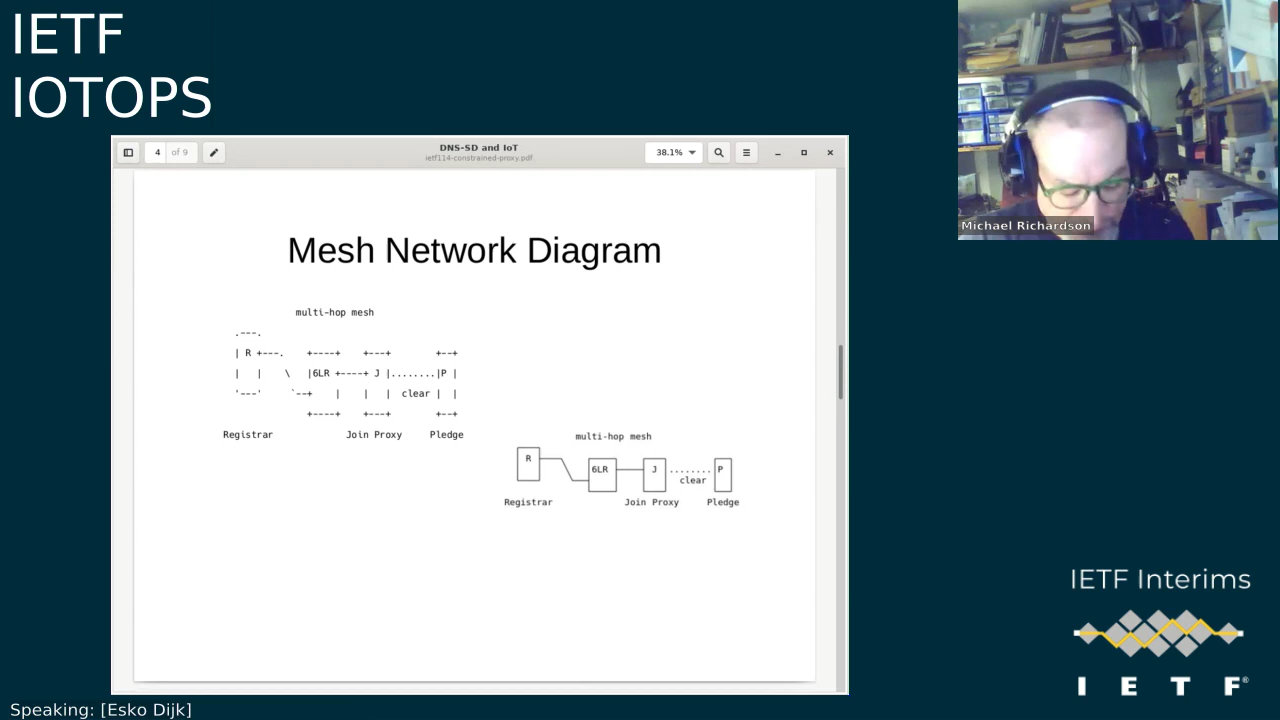 IETF
IOTOPS
4 of 9
DNS-SD and IoT
ietf114-constrained-proxy.pdf
38.1%
Mesh Network Diagram
multi-hop mesh
.---.
| R +---.    +----+    +---+        +--+
|   |    \   |6LR +----+ J |........|P |
'---'     `--+    |    |   |  clear |  |
+----+    +---+        +--+
Registrar Join Proxy Pledge
multi-hop mesh
R 6LR J ........ P
clear
Registrar Join Proxy Pledge
Michael Richardson
IETF Interims
I E T F®
Speaking: [Esko Dijk]